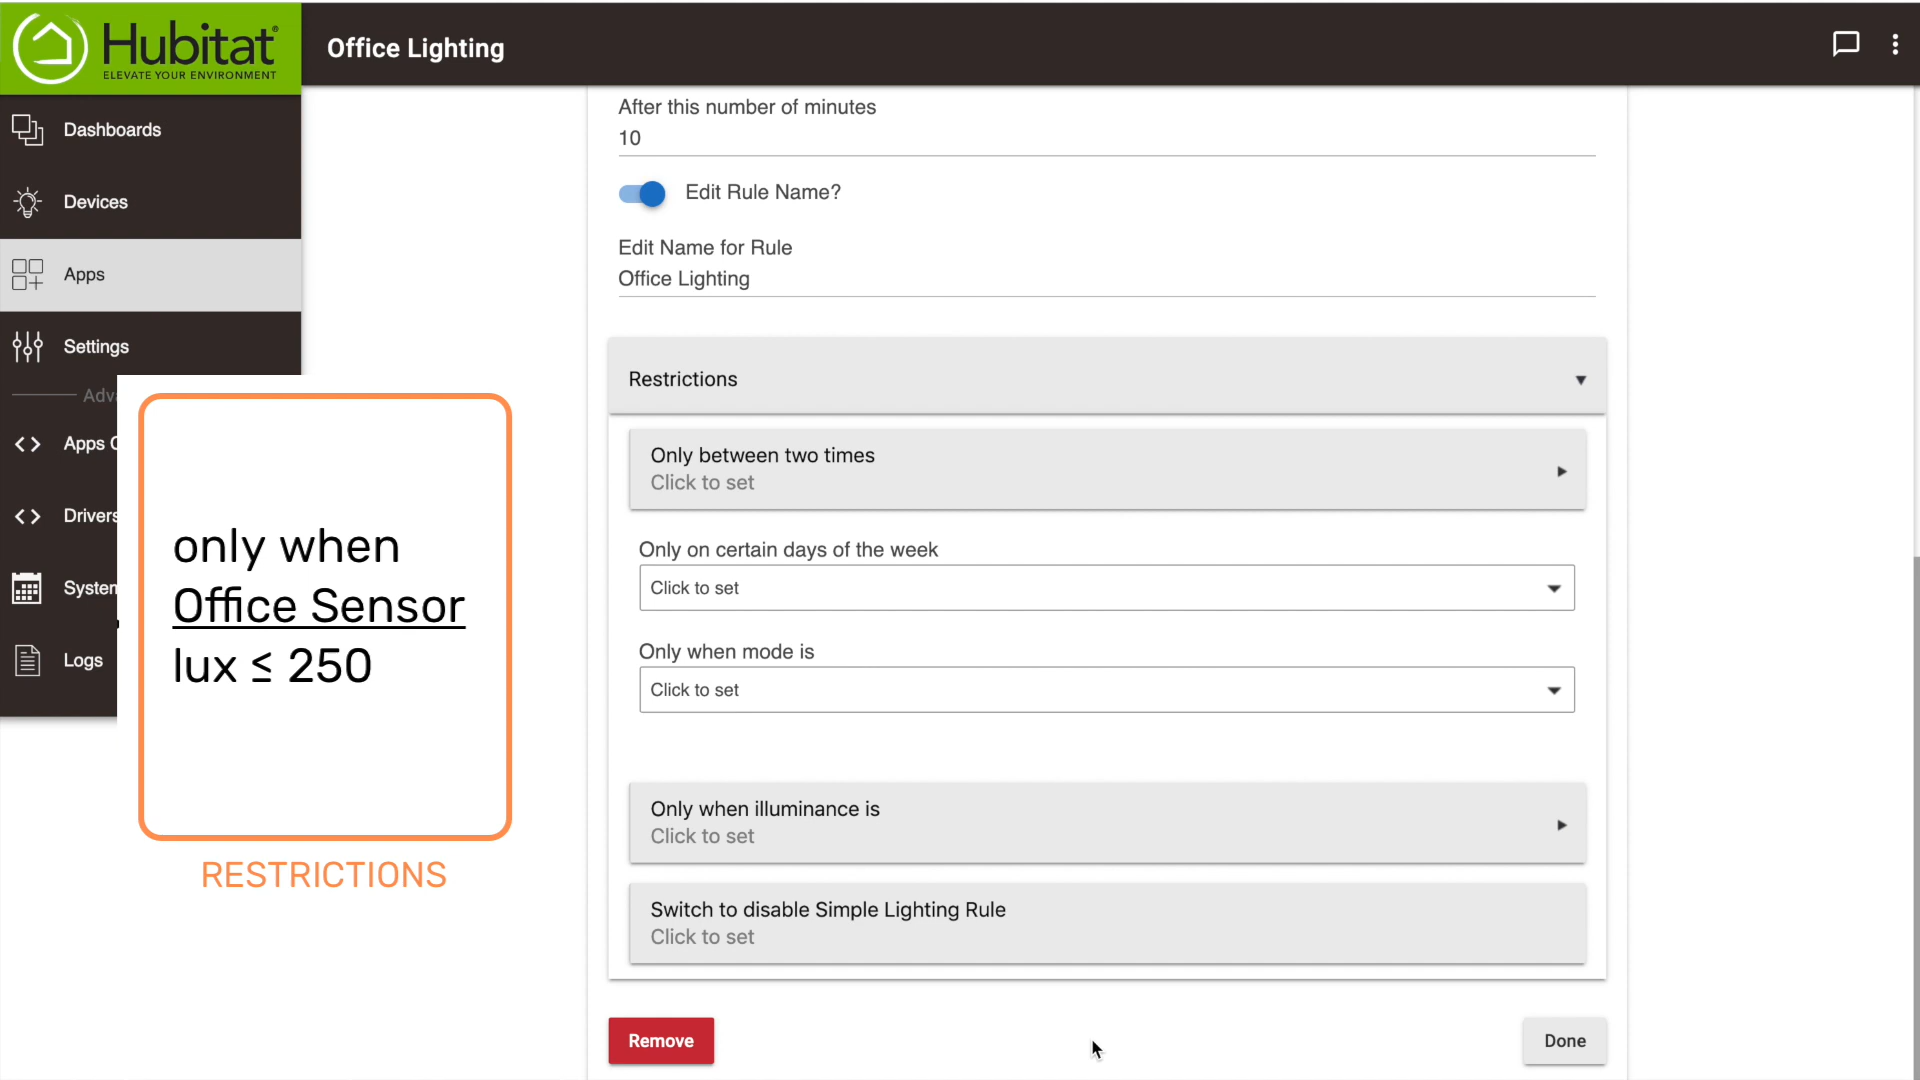 Hubitat®
ELEVATE YOUR ENVIRONMENT
Office Lighting
Dashboards
Devices
Apps
Settings
Adv
Apps C
Drivers
System
Logs
only when
Office Sensor
lux ≤ 250
RESTRICTIONS
After this number of minutes
10
Edit Rule Name?
Edit Name for Rule
Office Lighting
Restrictions
Only between two times
Click to set
Only on certain days of the week
Click to set
Only when mode is
Click to set
Only when illuminance is
Click to set
Switch to disable Simple Lighting Rule
Click to set
Remove
Done